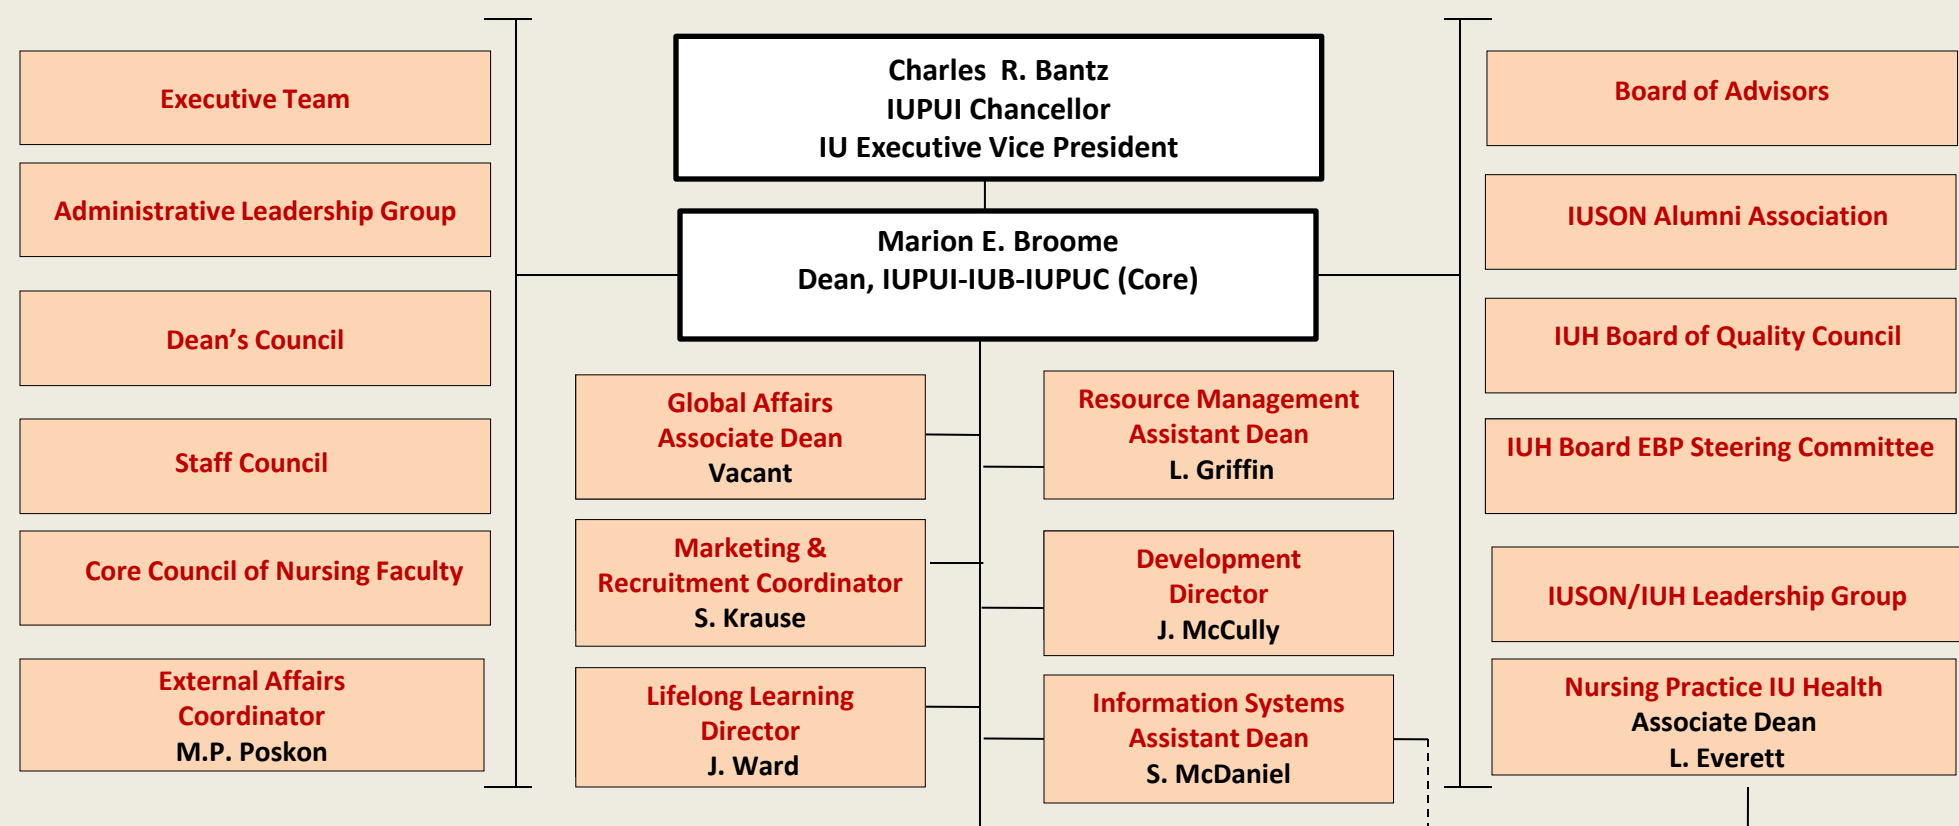 Charles R. Bantz
IUPUI Chancellor
IU Executive Vice President
Marion E. Broome
Dean, IUPUI-IUB-IUPUC (Core)
Executive Team
Administrative Leadership Group
Dean’s Council
Staff Council
Core Council of Nursing Faculty
External Affairs
Coordinator
M.P. Poskon
Global Affairs
Associate Dean
Vacant
Marketing &
Recruitment Coordinator
S. Krause
Lifelong Learning
Director
J. Ward
Resource Management
Assistant Dean
L. Griffin
Development
Director
J. McCully
Information Systems
Assistant Dean
S. McDaniel
Board of Advisors
IUSON Alumni Association
IUH Board of Quality Council
IUH Board EBP Steering Committee
IUSON/IUH Leadership Group
Nursing Practice IU Health
Associate Dean
L. Everett